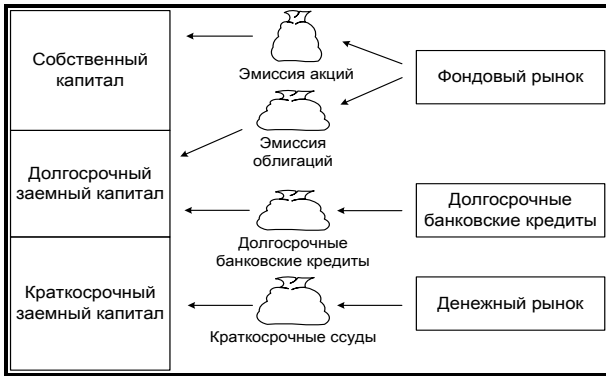 Собственный
капитал
Эмиссия акций
Фондовый рынок
Эмиссия
облигаций
Долгосрочный
заемный капитал
Долгосрочные
банковские кредиты
Долгосрочные
банковские кредиты
Краткосрочный
заемный капитал
Краткосрочные ссуды
Денежный рынок